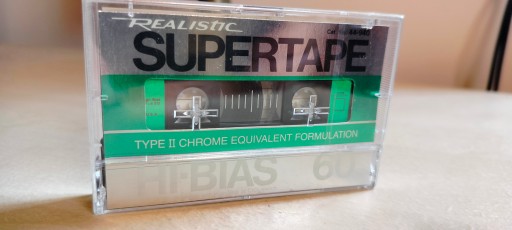 REALISTIC
SUPERTAPE
TYPE II CHROME EQUIVALENT FORMULATION
HI-BIAS 60